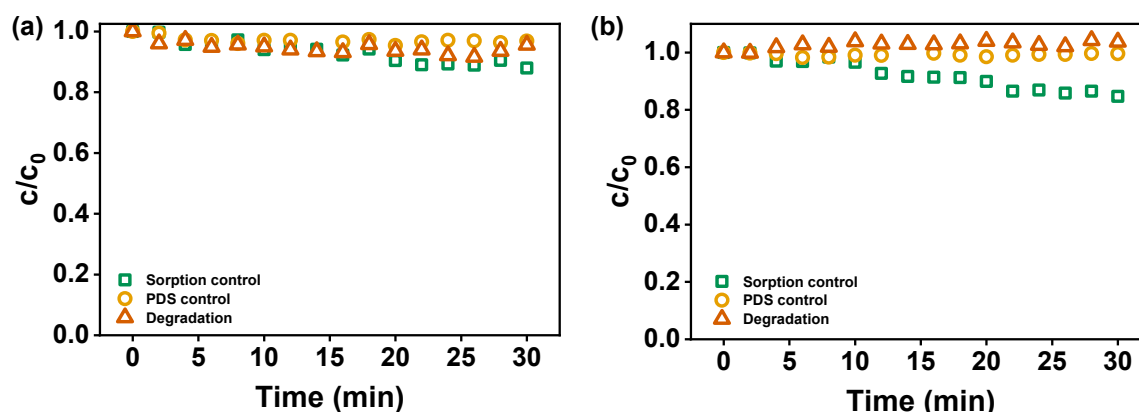 (a)
1.0
0.8
0.6
0.4
0.2
0.0
c/c0
Sorption control
PDS control
Degradation
0 5 10 15 20 25 30
Time (min)
(b)
1.0
0.8
0.6
0.4
0.2
0.0
c/c0
Sorption control
PDS control
Degradation
0 5 10 15 20 25 30
Time (min)